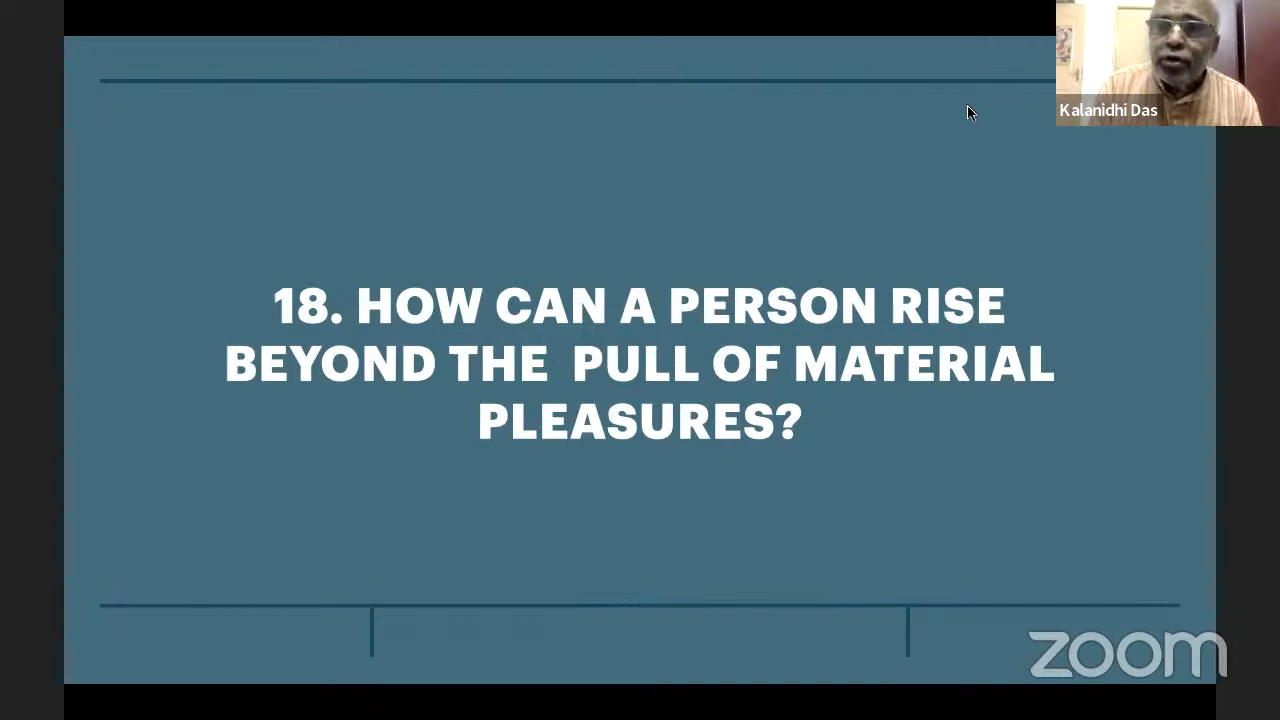 Kalanidhi Das
18. HOW CAN A PERSON RISE
BEYOND THE  PULL OF MATERIAL
PLEASURES?
zoom